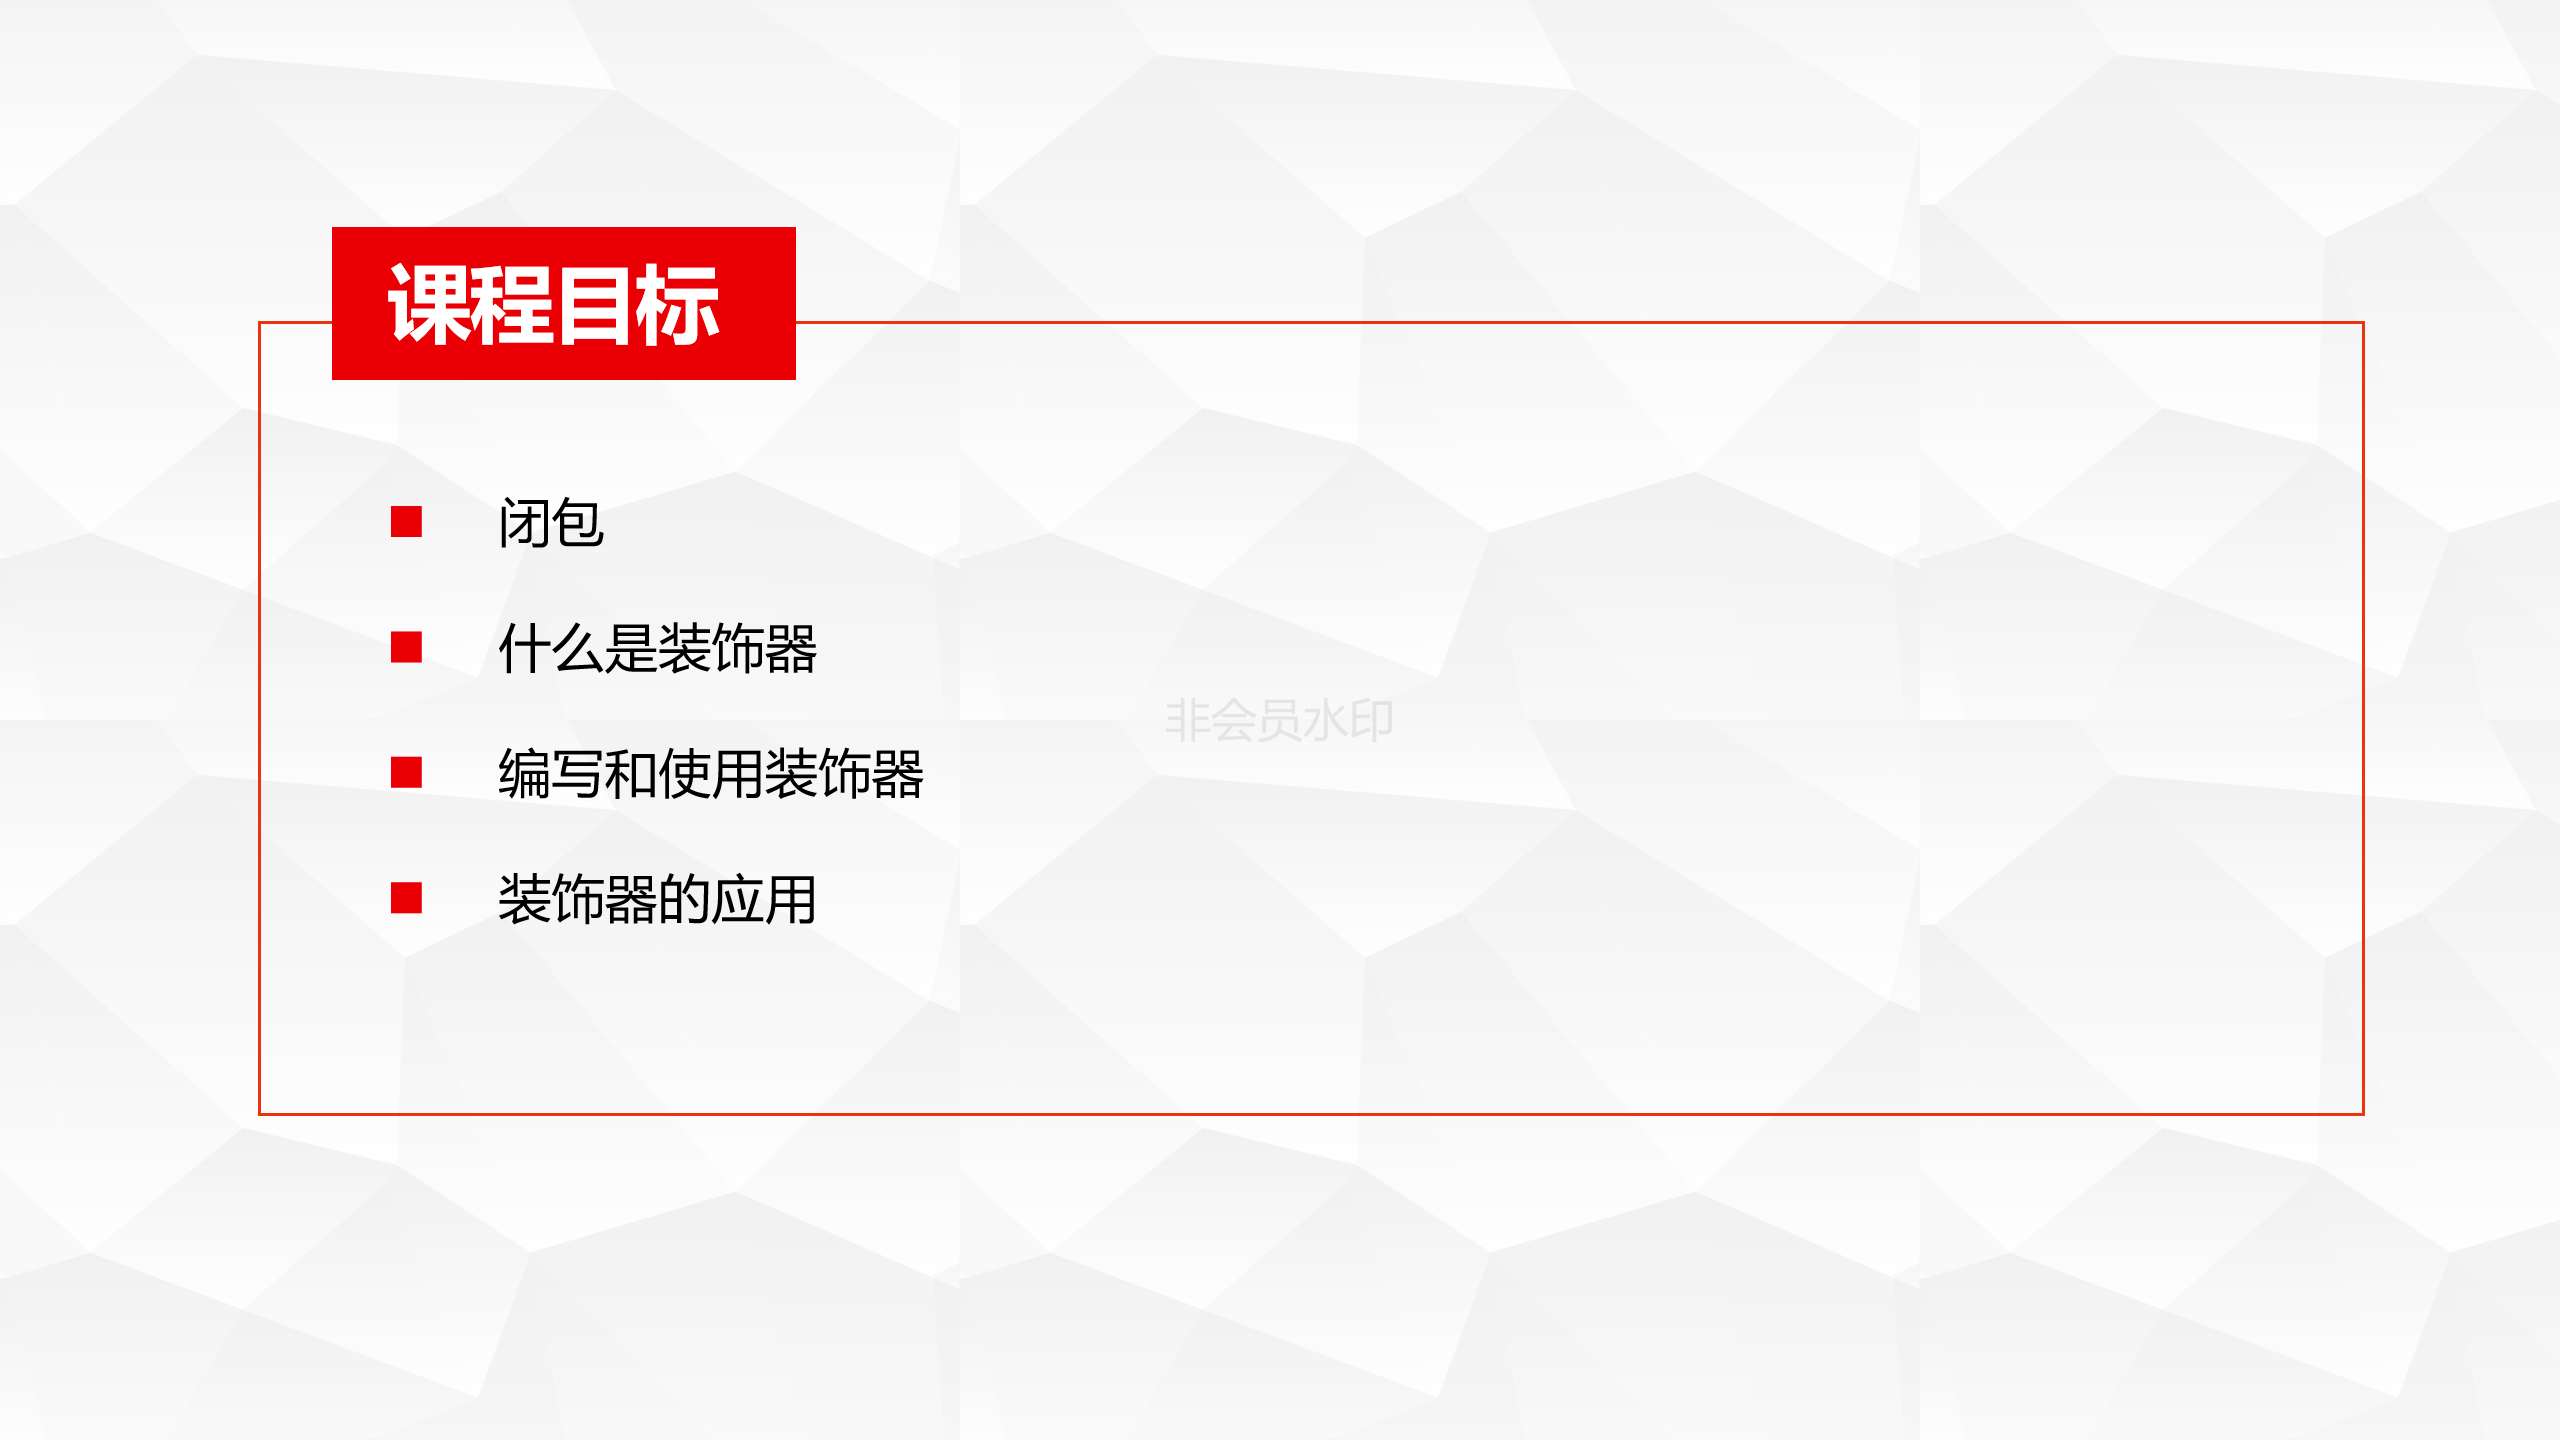 课程目标
闭包
什么是装饰器
非会员水印
编写和使用装饰器
装饰器的应用